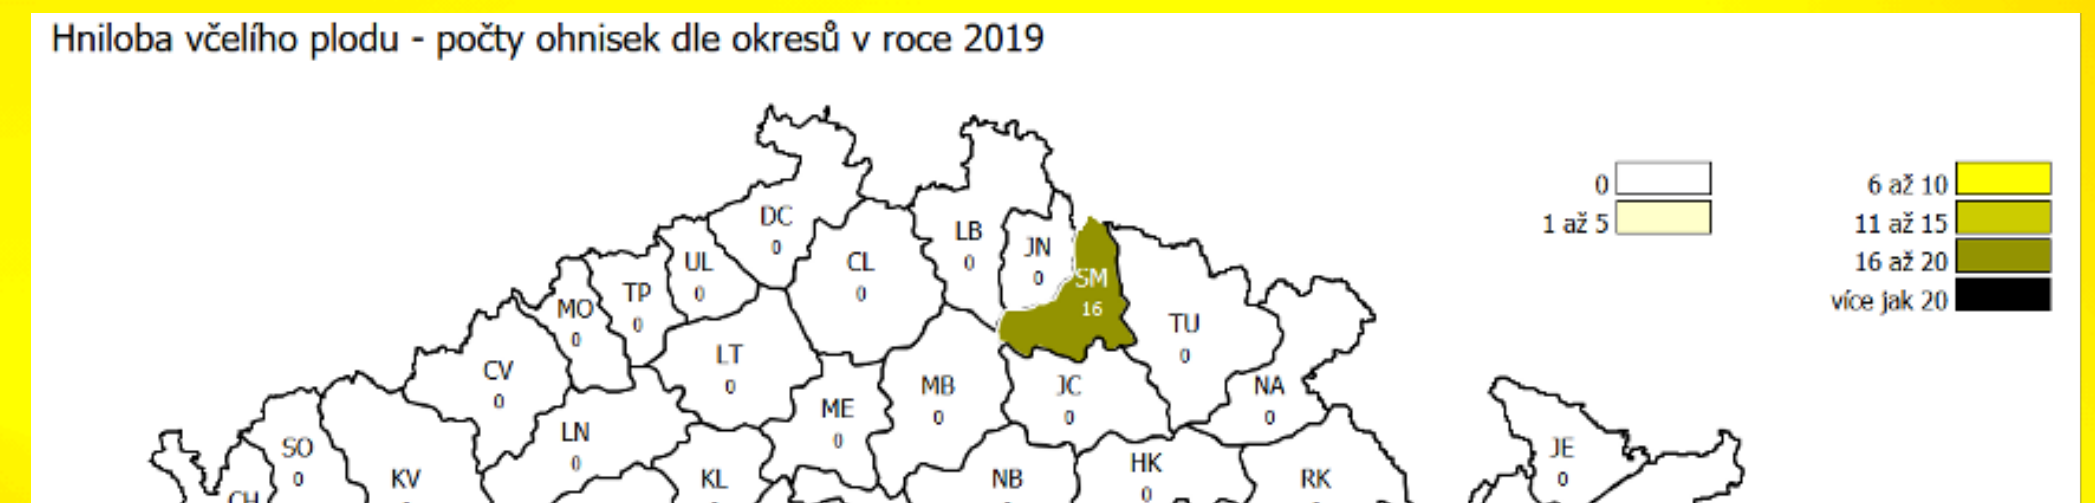 Hniloba včelího plodu - počty ohnisek dle okresů v roce 2019
0
6 až 10
1 až 5
11 až 15
16 až 20
více jak 20
DC
0
LB
0
JN
0
CL
0
UL
0
SM
16
TP
0
MO
0
TU
0
LT
0
CV
0
MB
0
JC
0
NA
0
ME
0
LN
0
SO
0
JE
0
HK
0
KV
KL
NB
RK
CH